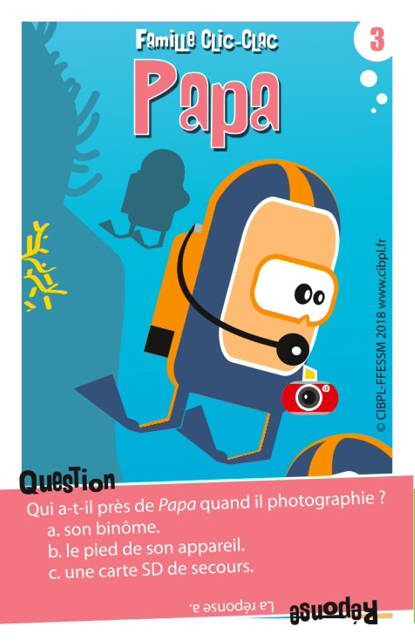 Famille Clic-Clac
3
Papa
© CIBPL-FFESSM 2018 www.cibpl.fr
Question
Qui a-t-il près de Papa quand il photographie ?
a. son binôme.
b. le pied de son appareil.
c. une carte SD de secours.
Réponse
La réponse a.